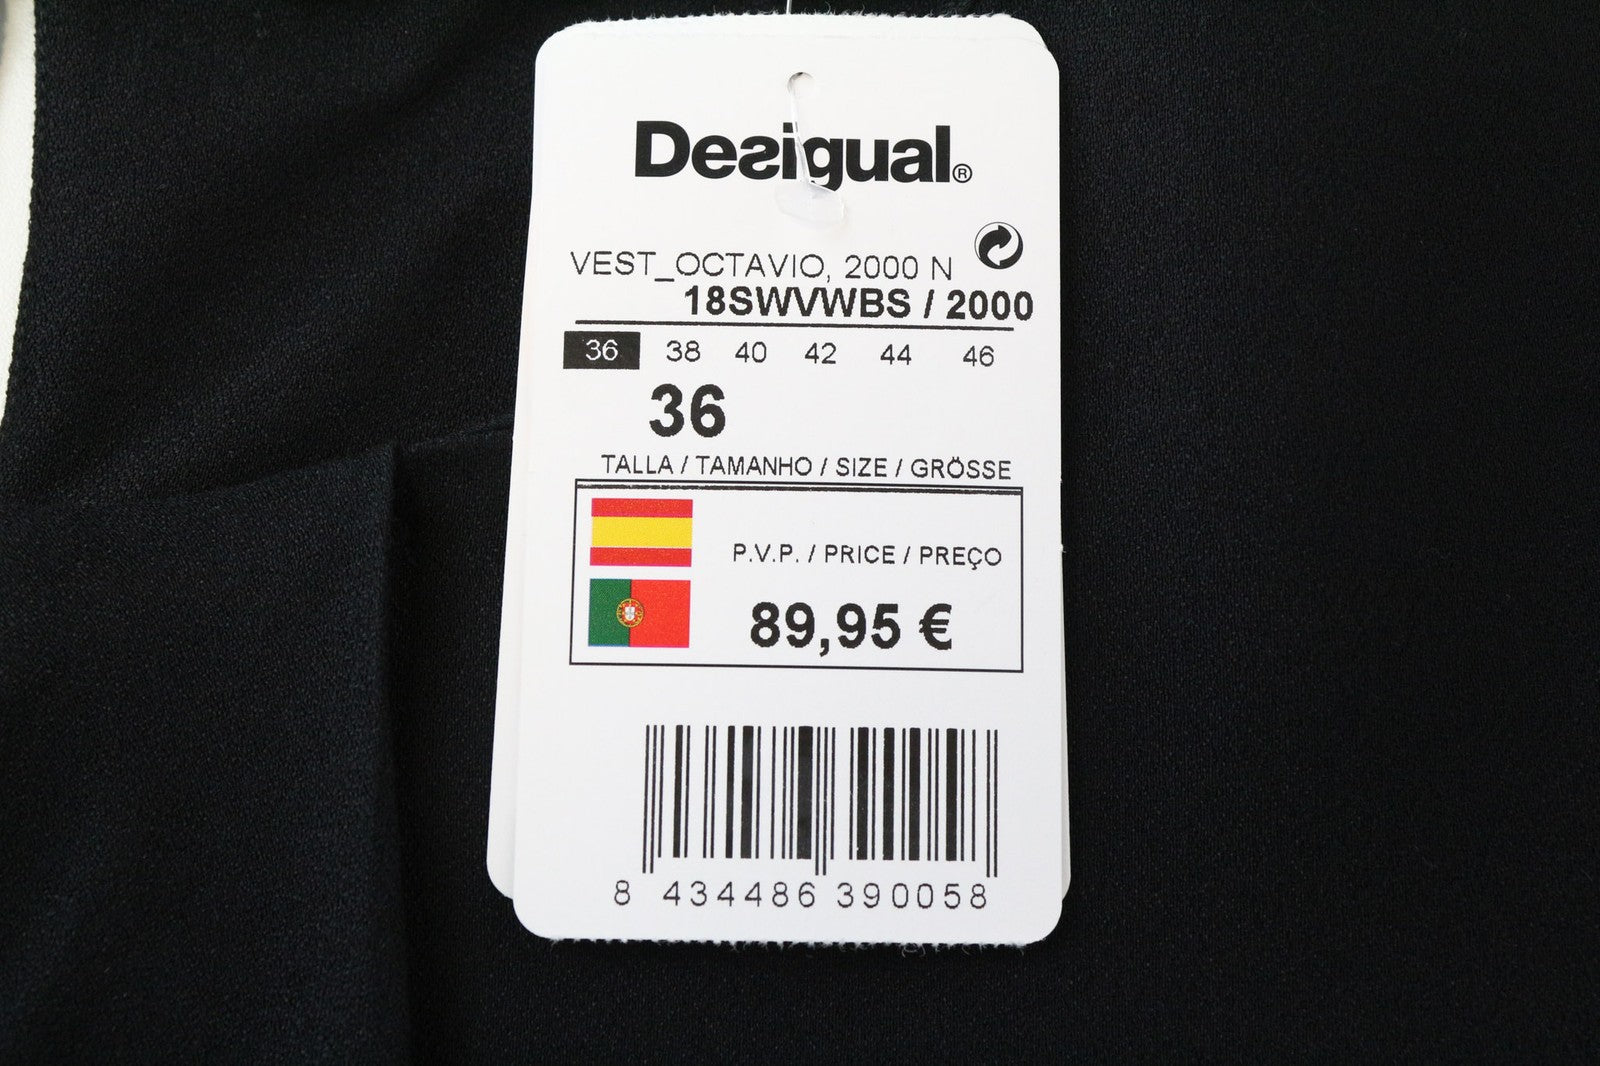 Desigual®
VEST_OCTAVIO, 2000 N
18SWVWBS / 2000
36 38 40 42 44 46
36
TALLA / TAMANHO / SIZE / GRÖSSE
P.V.P. / PRICE / PREÇO
89,95 €
8 434486 390058